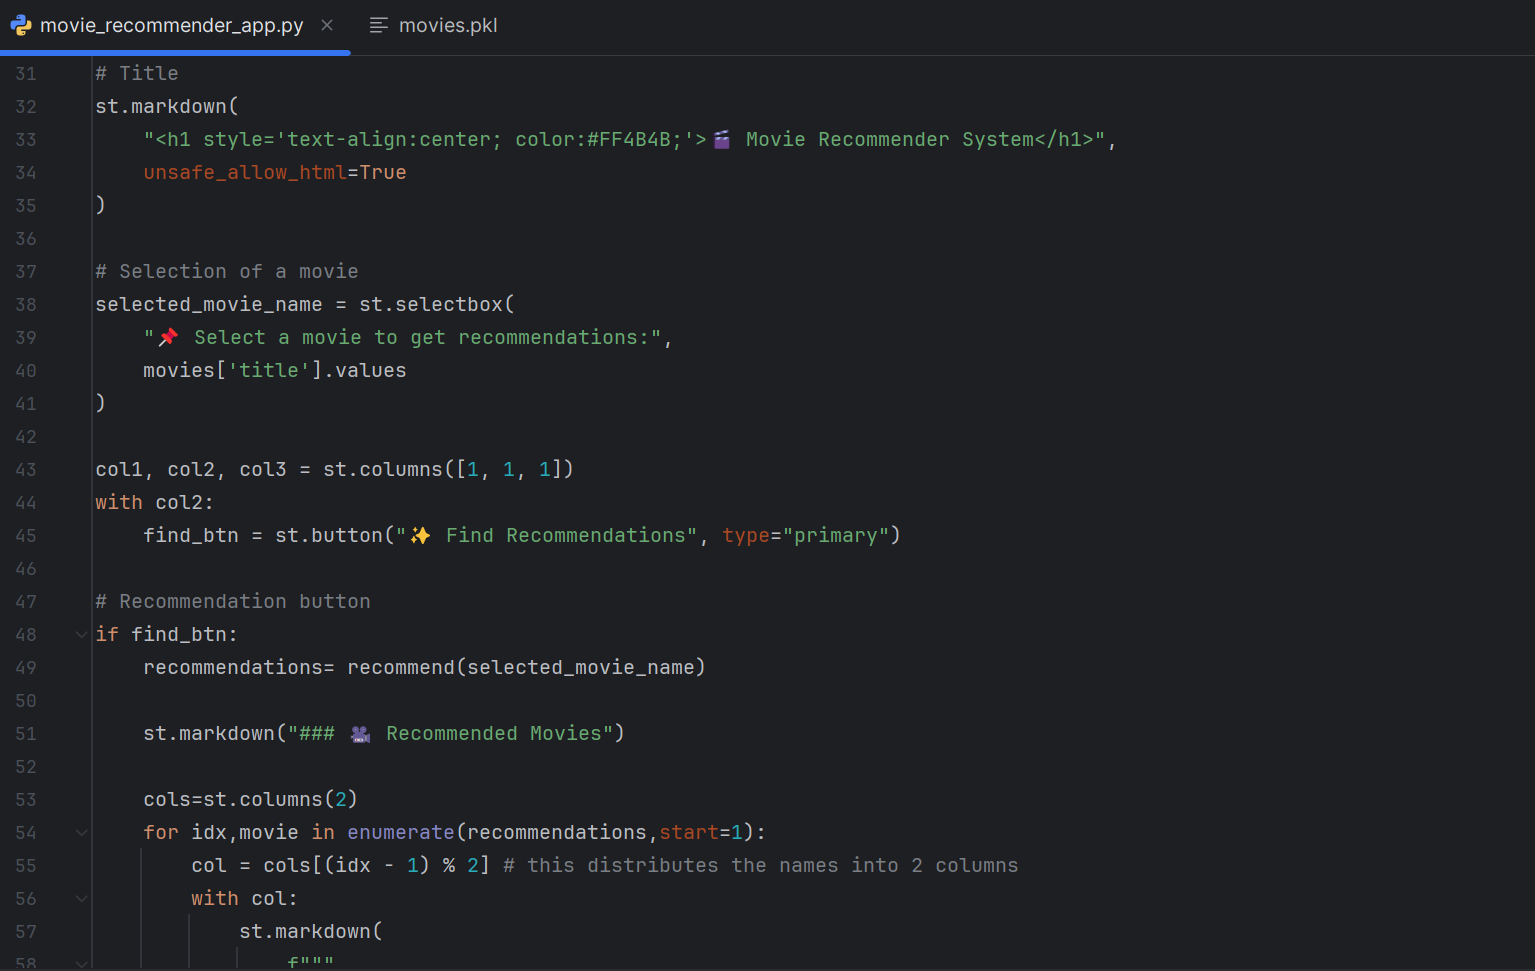 movie_recommender_app.py × movies.pkl
31 # Title
32 st.markdown(
33     "<h1 style='text-align:center; color:#FF4B4B;'>🎬 Movie Recommender System</h1>",
34     unsafe_allow_html=True
35 )
36
37 # Selection of a movie
38 selected_movie_name = st.selectbox(
39     "📌 Select a movie to get recommendations:",
40     movies['title'].values
41 )
42
43 col1, col2, col3 = st.columns([1, 1, 1])
44 with col2:
45     find_btn = st.button("✨ Find Recommendations", type="primary")
46
47 # Recommendation button
48 if find_btn:
49     recommendations= recommend(selected_movie_name)
50
51     st.markdown("### 🎥 Recommended Movies")
52
53     cols=st.columns(2)
54     for idx,movie in enumerate(recommendations,start=1):
55         col = cols[(idx - 1) % 2] # this distributes the names into 2 columns
56         with col:
57             st.markdown(
58                 f"""